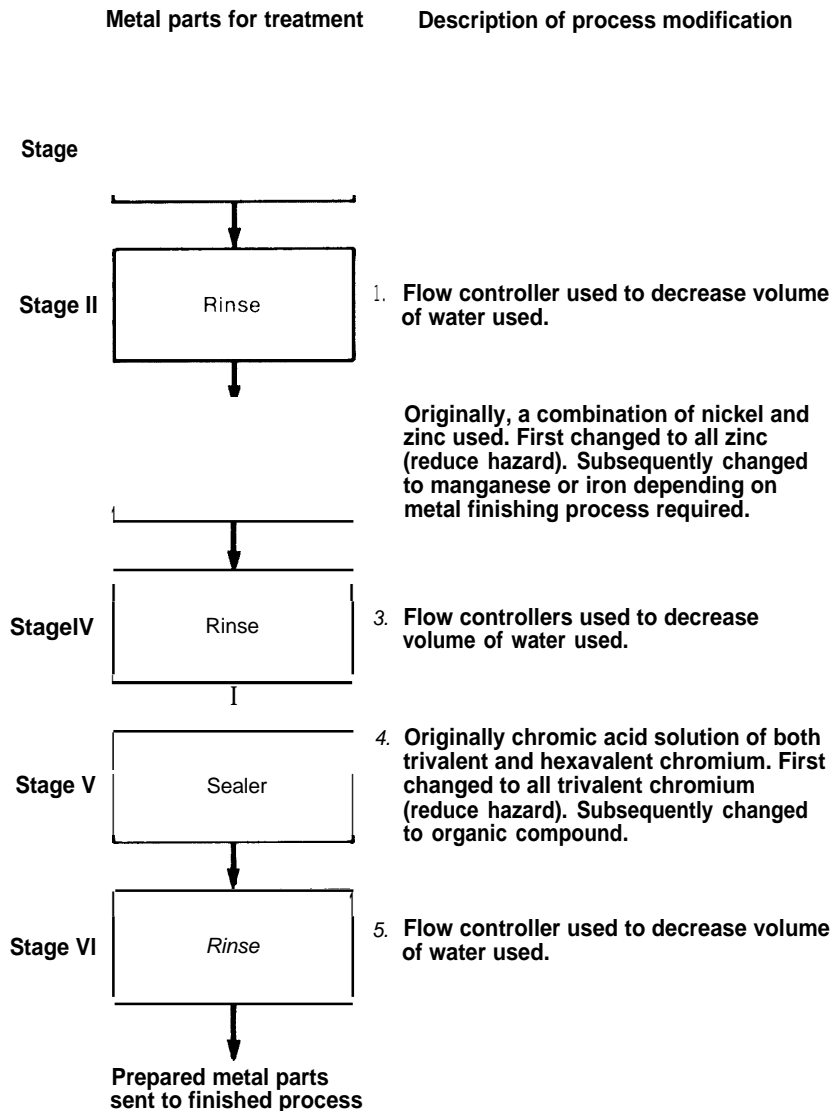 Metal parts for treatment
Description of process modification
Stage
Stage II
Rinse
1. Flow controller used to decrease volume
of water used.
Originally, a combination of nickel and
zinc used. First changed to all zinc
(reduce hazard). Subsequently changed
to manganese or iron depending on
metal finishing process required.
StageIV
Rinse
3. Flow controllers used to decrease
volume of water used.
I
Stage V
Sealer
4. Originally chromic acid solution of both
trivalent and hexavalent chromium. First
changed to all trivalent chromium
(reduce hazard). Subsequently changed
to organic compound.
Stage VI
Rinse
5. Flow controller used to decrease volume
of water used.
Prepared metal parts
sent to finished process